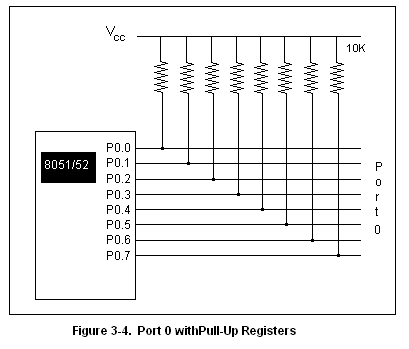 Vcc
10K
8051/52
P0.0
P0.1
P0.2
P0.3
P0.4
P0.5
P0.6
P0.7
Port 0
Figure 3-4. Port 0 withPull-Up Registers